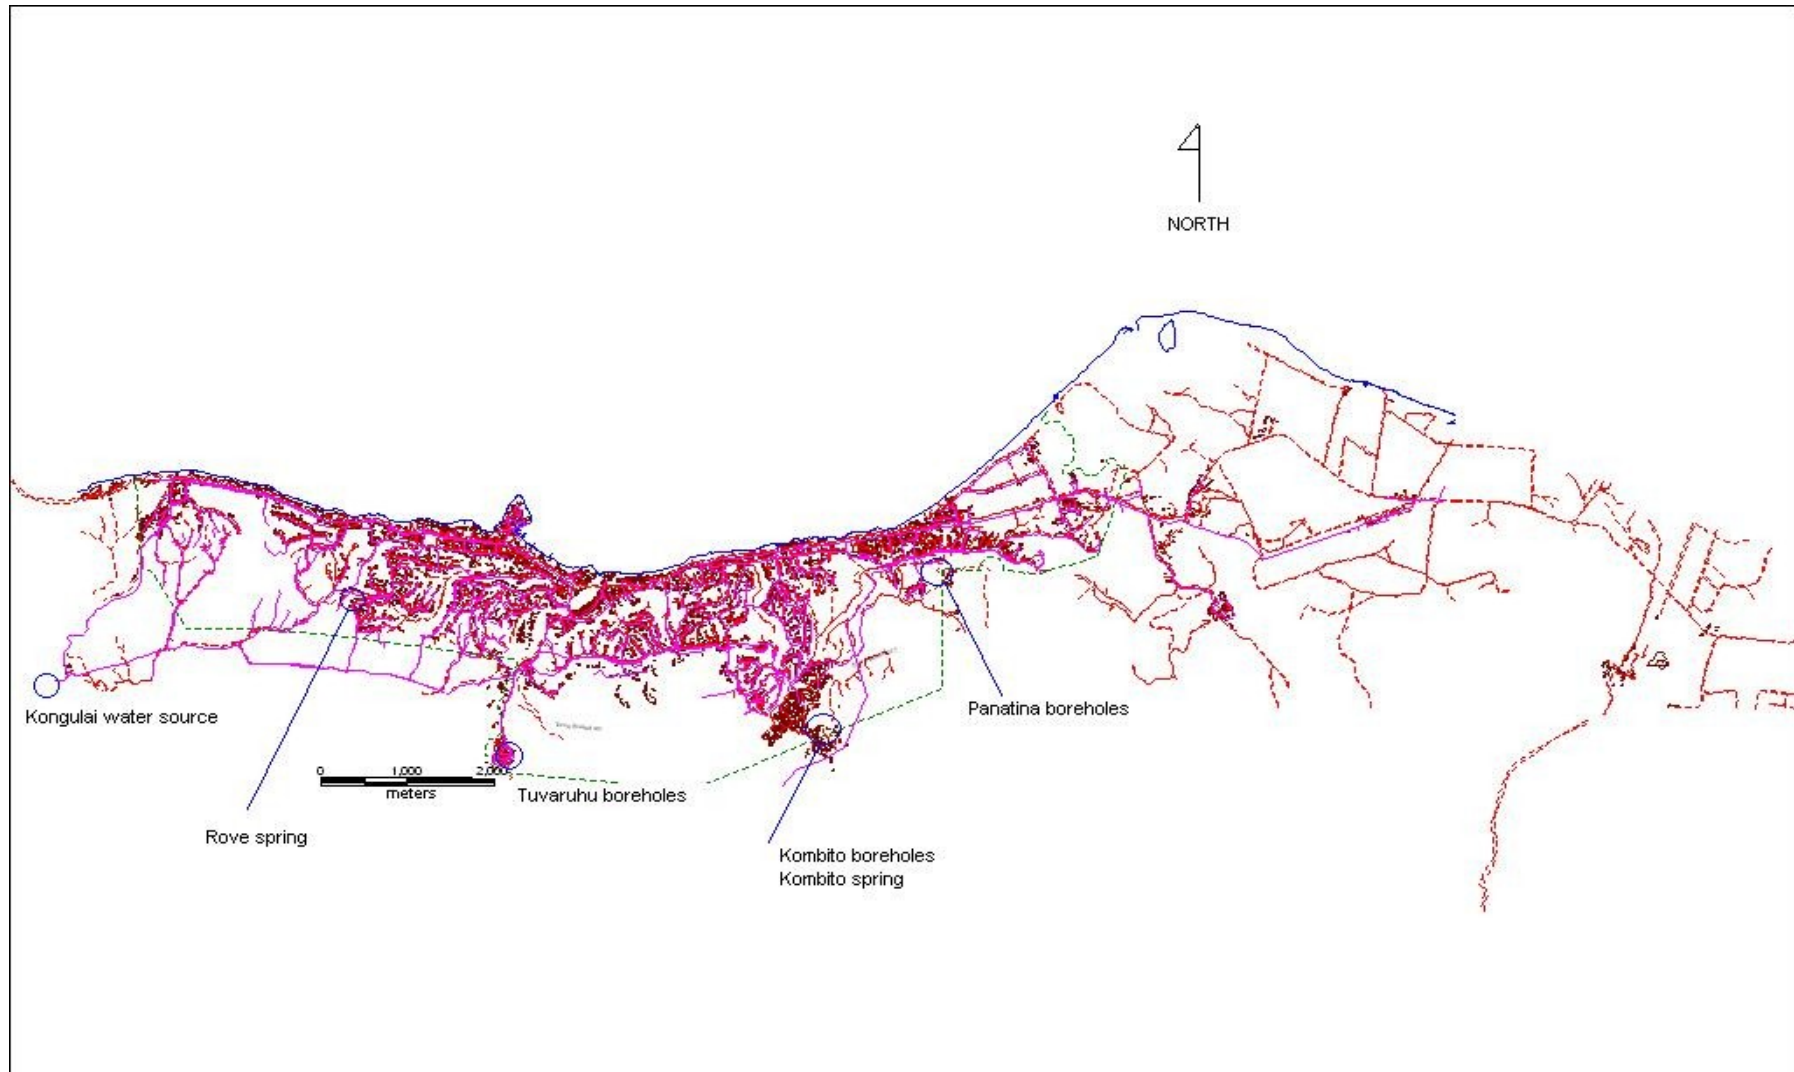 NORTH
Kongulai water source
Panatina boreholes
0 1,000 2,000
meters
Tuvaruhu boreholes
Rove spring
Kombito boreholes
Kombito spring